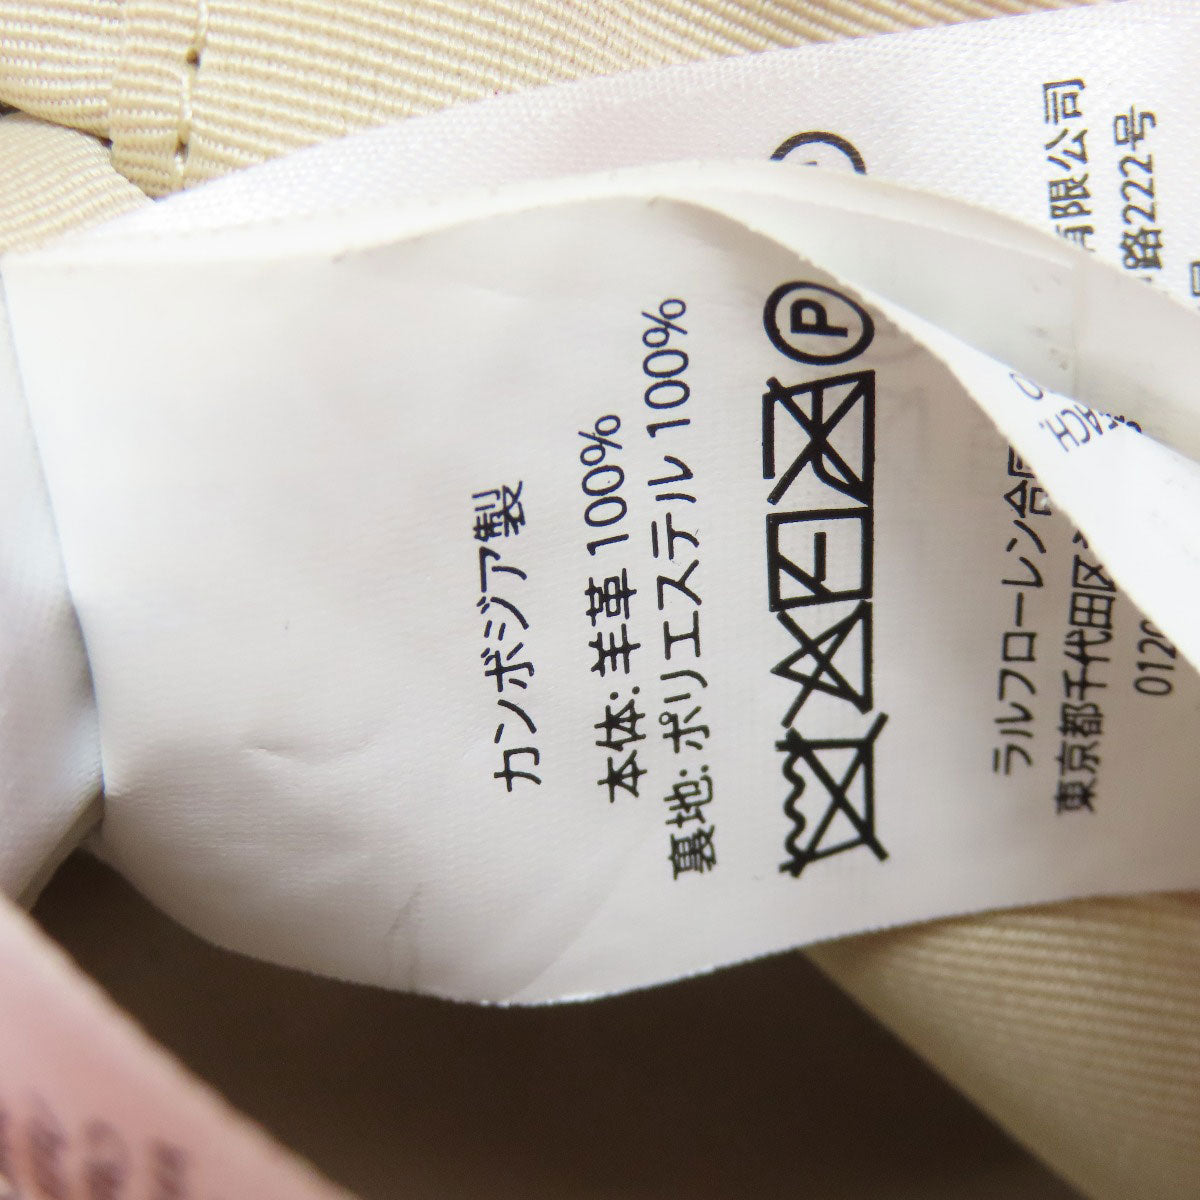 カンボジア製
本体: 羊革 100%
裏地: ポリエステル 100%
P
ラルフローレン合同
東京都千代田区
0120
有限公司
路222号
EACH.